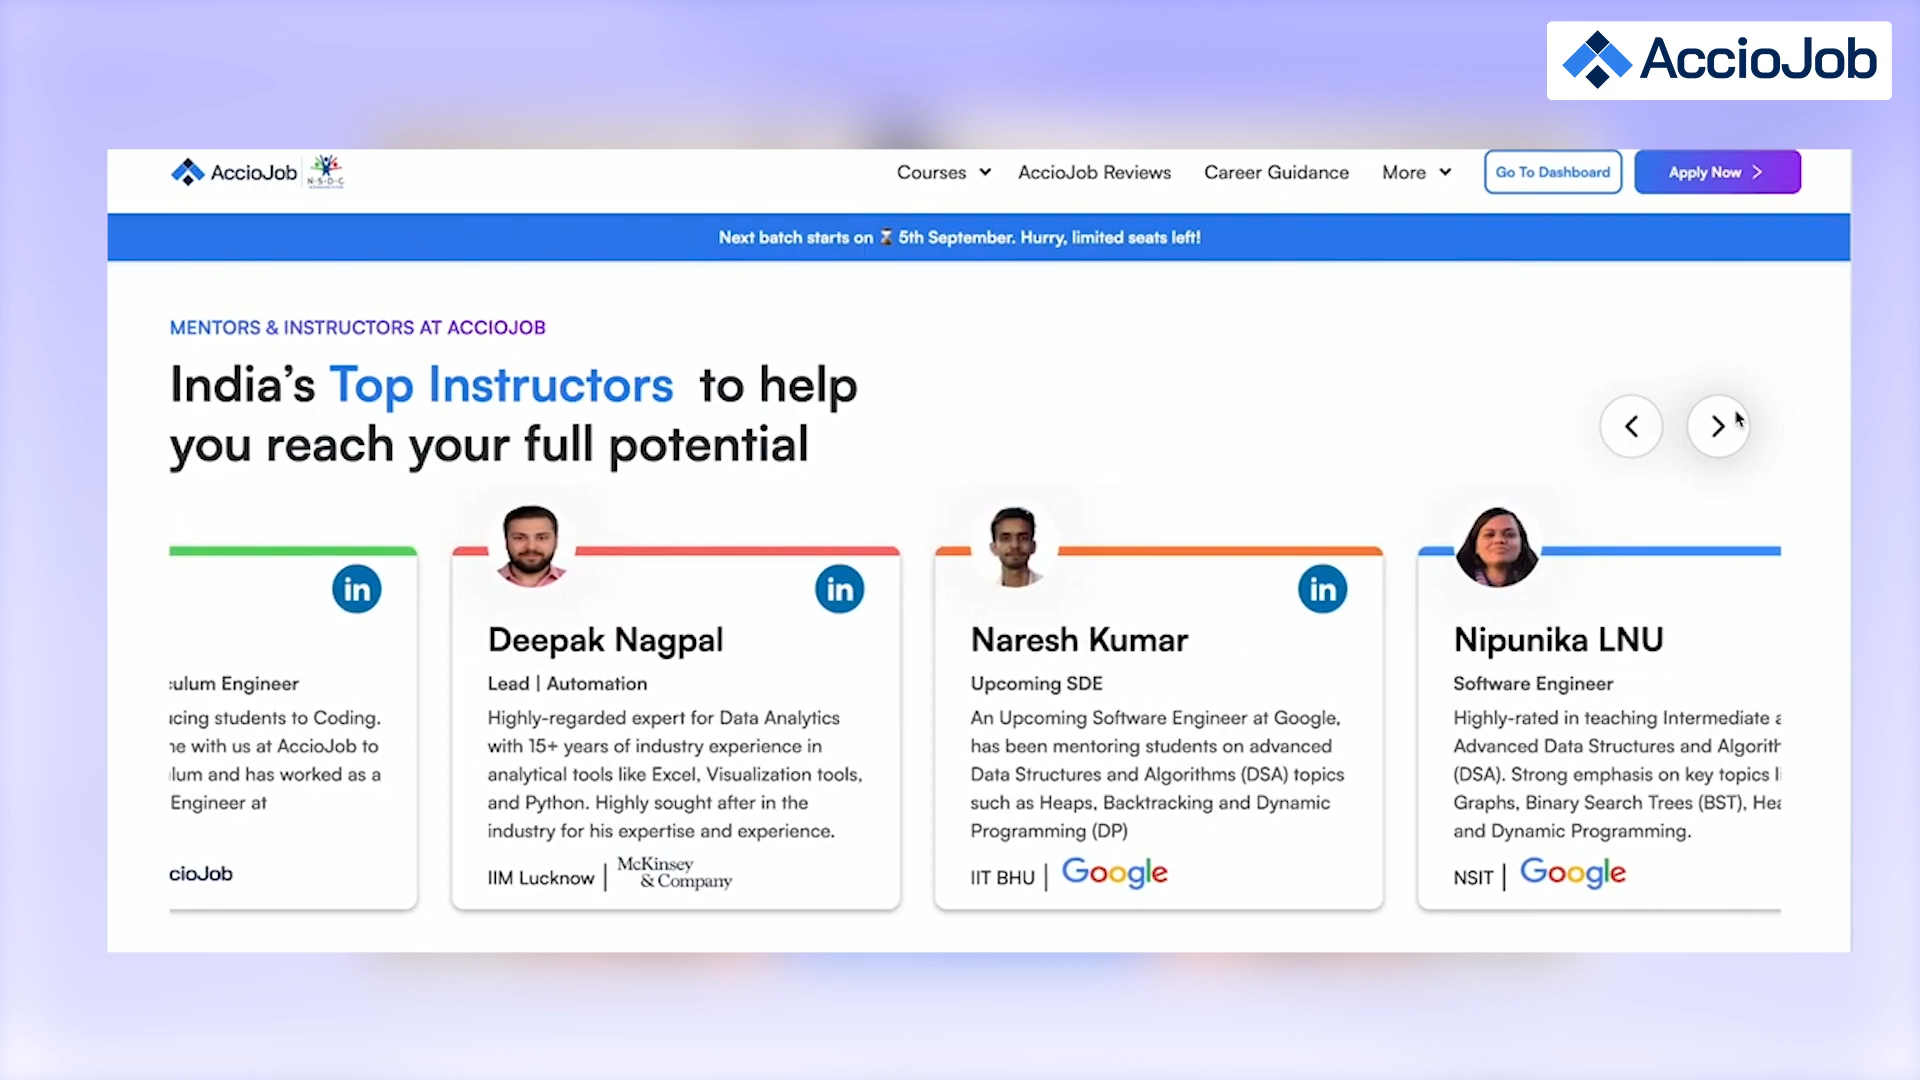 AccioJob
AccioJob
N·S·D·C
Courses
AccioJob Reviews
Career Guidance
More
Go To Dashboard
Apply Now
Next batch starts on ⌛ 5th September. Hurry, limited seats left!
MENTORS & INSTRUCTORS AT ACCIOJOB
India's Top Instructors to help
you reach your full potential
in
Engineer
students to Coding.
with us at AccioJob to
and has worked as a
Engineer at
cioJob
in
Deepak Nagpal
Lead | Automation
Highly-regarded expert for Data Analytics
with 15+ years of industry experience in
analytical tools like Excel, Visualization tools,
and Python. Highly sought after in the
industry for his expertise and experience.
IIM Lucknow | McKinsey
& Company
in
Naresh Kumar
Upcoming SDE
An Upcoming Software Engineer at Google,
has been mentoring students on advanced
Data Structures and Algorithms (DSA) topics
such as Heaps, Backtracking and Dynamic
Programming (DP)
IIT BHU | Google
Nipunika LNU
Software Engineer
Highly-rated in teaching Intermediate
Advanced Data Structures and
(DSA). Strong emphasis on key topics
Graphs, Binary Search Trees (BST),
and Dynamic Programming.
NSIT | Google